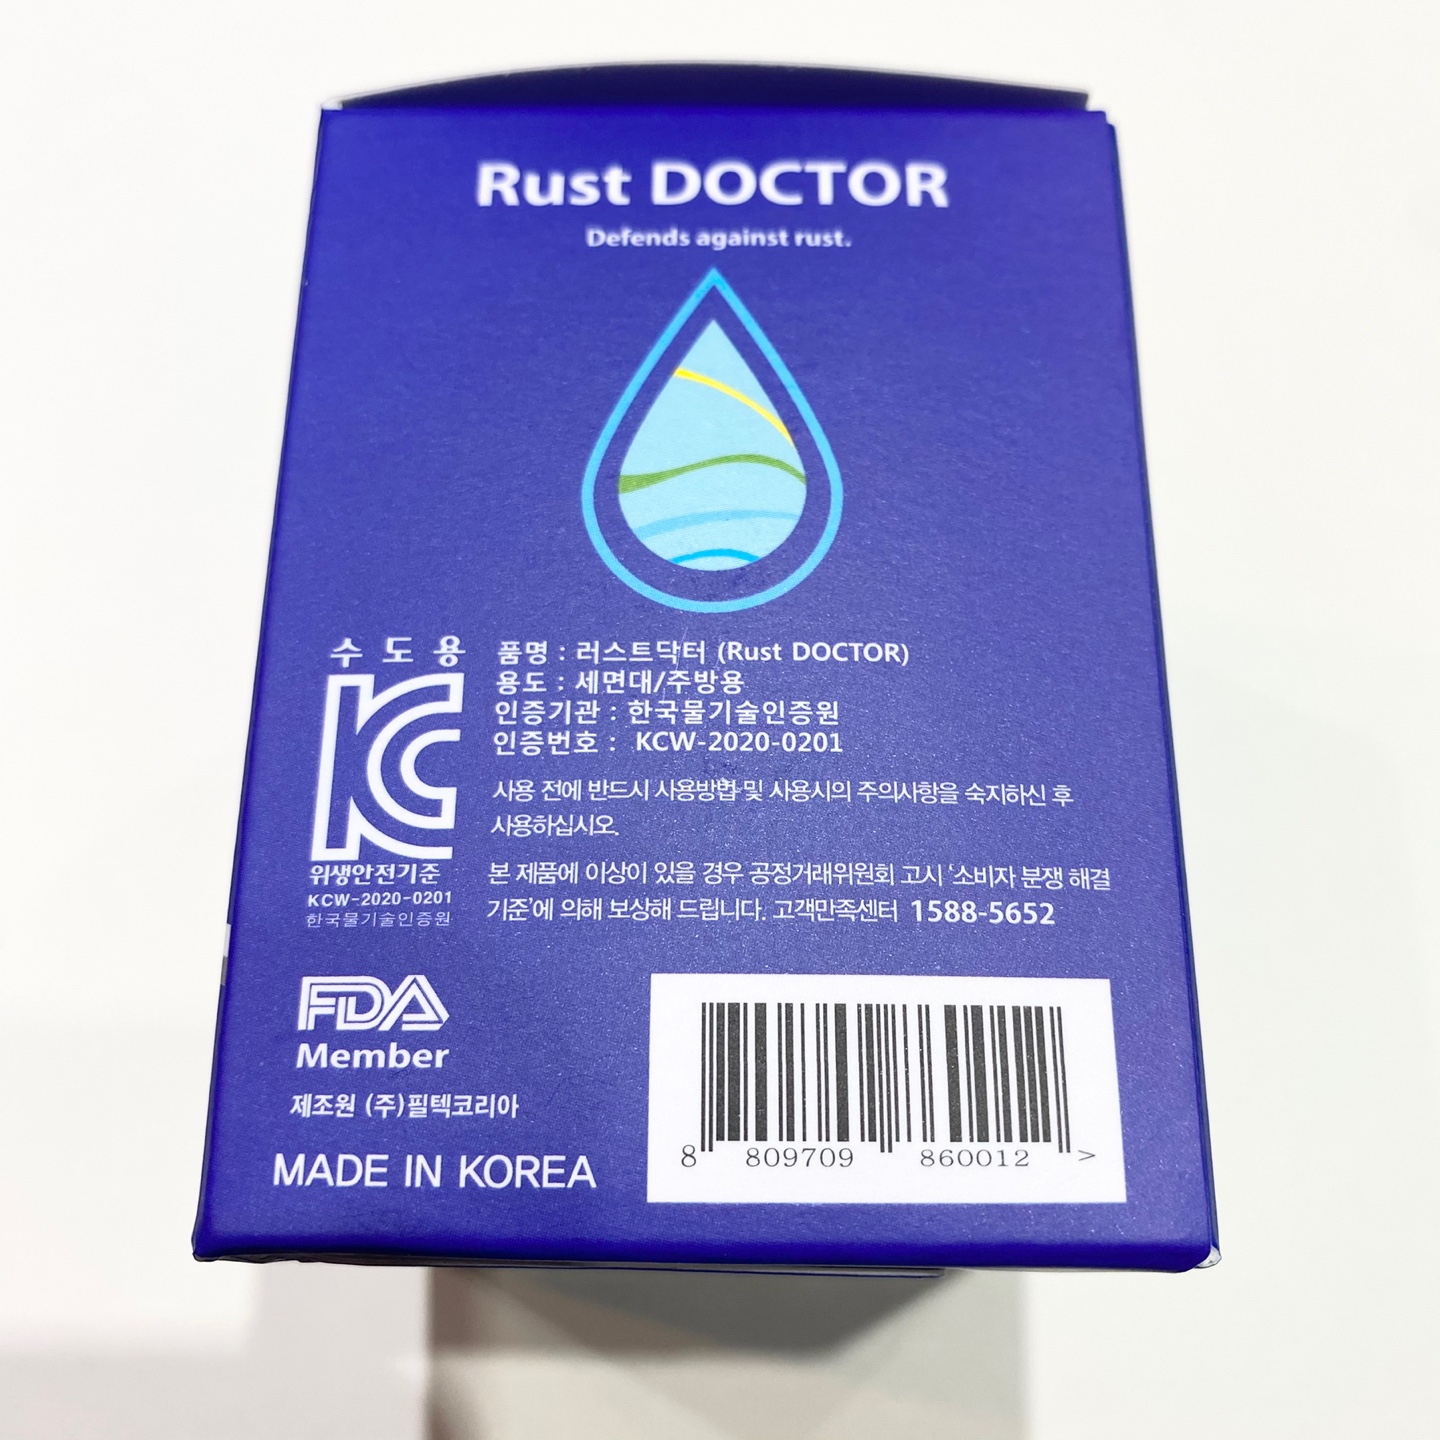 Rust DOCTOR
Defends against rust.
수 도 용
KC
위생안전기준
KCW-2020-0201
한국물기술인증원
품명 : 러스트닥터 (Rust DOCTOR)
용도 : 세면대/주방용
인증기관 : 한국물기술인증원
인증번호 : KCW-2020-0201
사용 전에 반드시 사용방법 및 사용시의 주의사항을 숙지하신 후
사용하십시오.
본 제품에 이상이 있을 경우 공정거래위원회 고시 '소비자 분쟁 해결
기준'에 의해 보상해 드립니다. 고객만족센터 1588-5652
FDA
Member
제조원 (주)필텍코리아
MADE IN KOREA
8 809709 860012 >